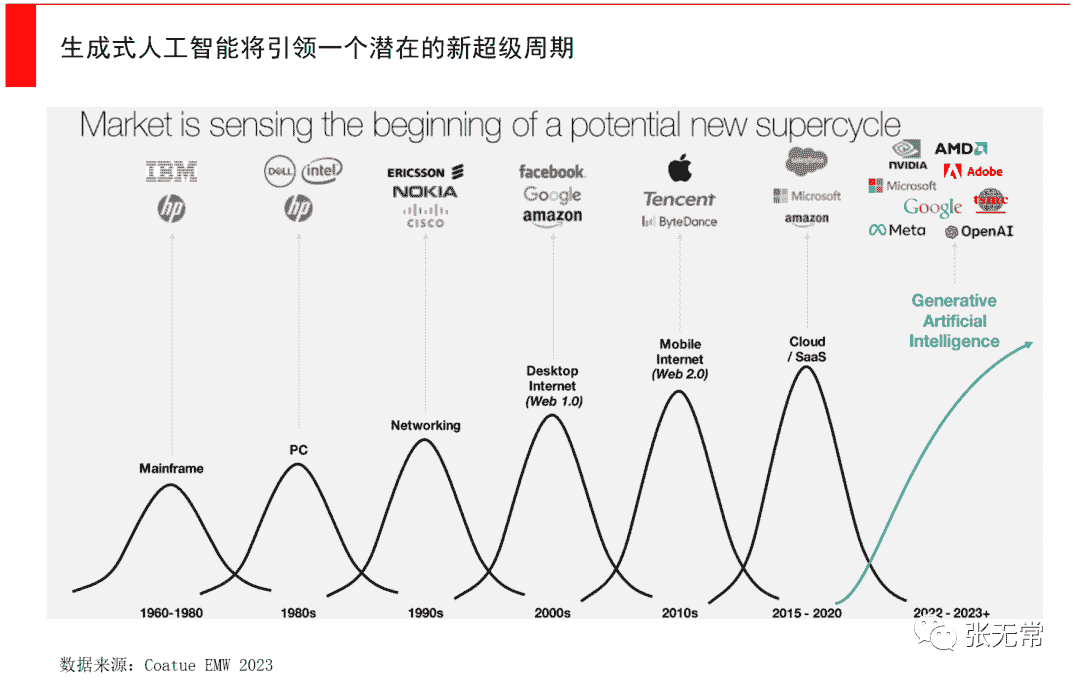 生成式人工智能将引领一个潜在的新超级周期
Market is sensing the beginning of a potential new supercycle
IBM
hp
DELL
intel
hp
ERICSSON
NOKIA
CISCO
facebook
Google
amazon
Tencent
ByteDance
salesforce
Microsoft
amazon
NVIDIA
AMD
Adobe
Microsoft
Google
tsmc
Meta
OpenAI
Generative
Artificial
Intelligence
Mainframe
PC
Networking
Desktop
Internet
(Web 1.0)
Mobile
Internet
(Web 2.0)
Cloud
/ SaaS
1960-1980
1980s
1990s
2000s
2010s
2015 - 2020
2022 - 2023+
张无常
数据来源：Coatue EMW 2023